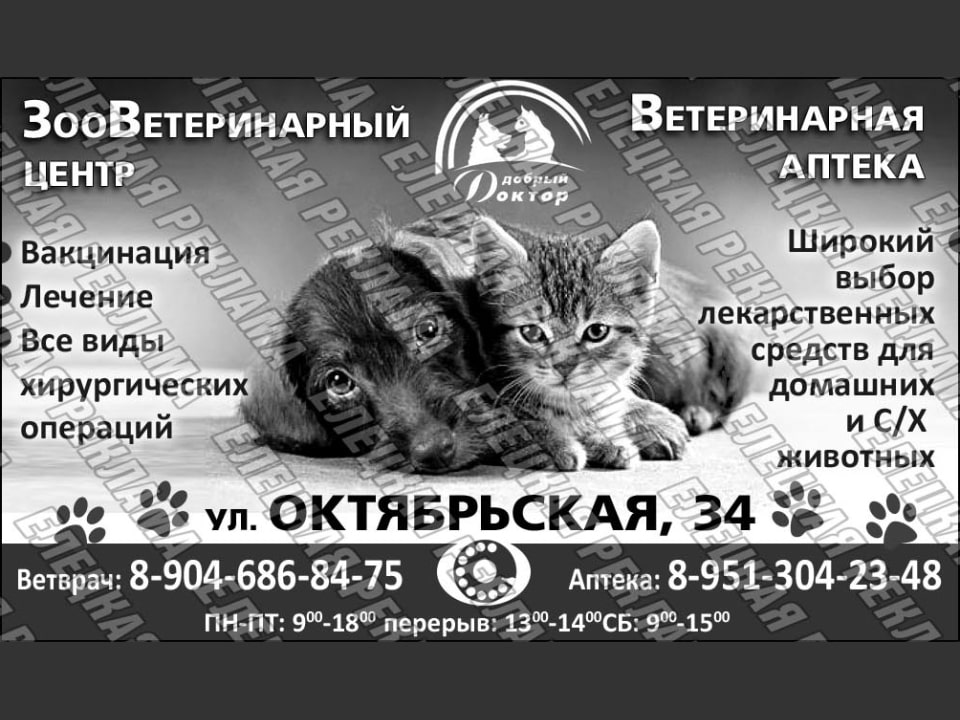 ЗооВетеринарный
центр
добрый
Доктор
Ветеринарная
аптека
Вакцинация
Лечение
Все виды
хирургических
операций
Широкий
выбор
лекарственных
средств для
домашних
и С/Х
животных
ул. ОКТЯБРЬСКАЯ, 34
Ветврач: 8-904-686-84-75
Аптека: 8-951-304-23-48
ПН-ПТ: 9⁰⁰-18⁰⁰ перерыв: 13⁰⁰-14⁰⁰СБ: 9⁰⁰-15⁰⁰
ЕЛЕЦКАЯ РЕКЛАМА